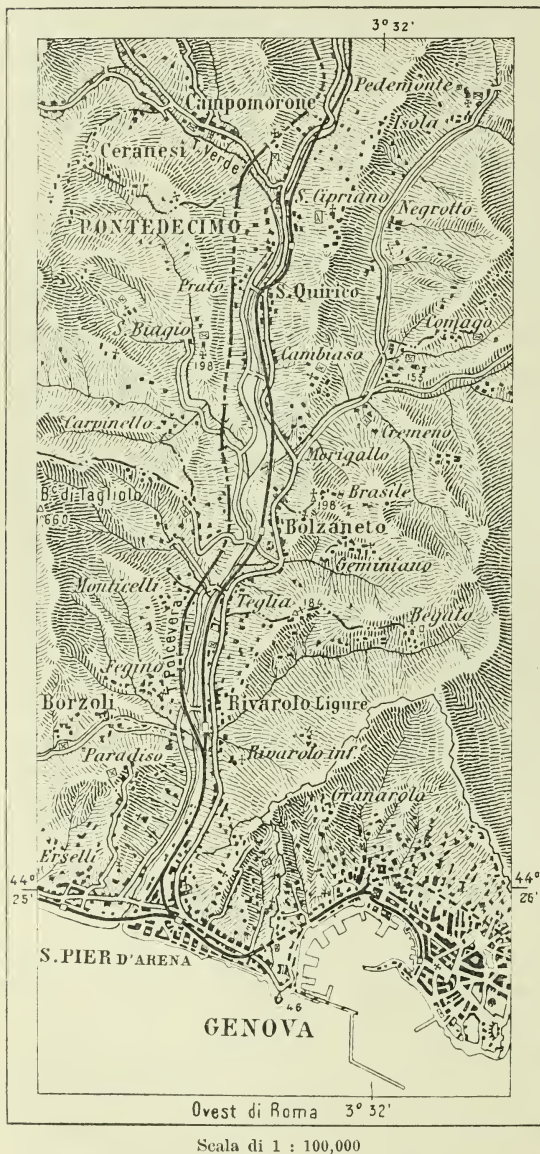 3° 32'
Pedemonte
Campomorone
Isola
Ceranesi
T. Verde
S. Cipriano
Negrotto
PONTEDECIMO
Prato
S. Quirico
S. Biagio
Comago
Cambiaso
198
153
Carpinello
Cremeno
Morigallo
B.º di Tagliolo
Brasile
660
198
Bolzaneto
Geminiano
Monticelli
Teglia
184
Begato
T. Polcevera
Fegino
Borzoli
Rivarolo Ligure
Paradiso
Rivarolo inf.
Granarolo
Erselli
44°
25'
44°
26'
S. PIER D'ARENA
46
GENOVA
Ovest di Roma 3° 32'
Scala di 1 : 100,000